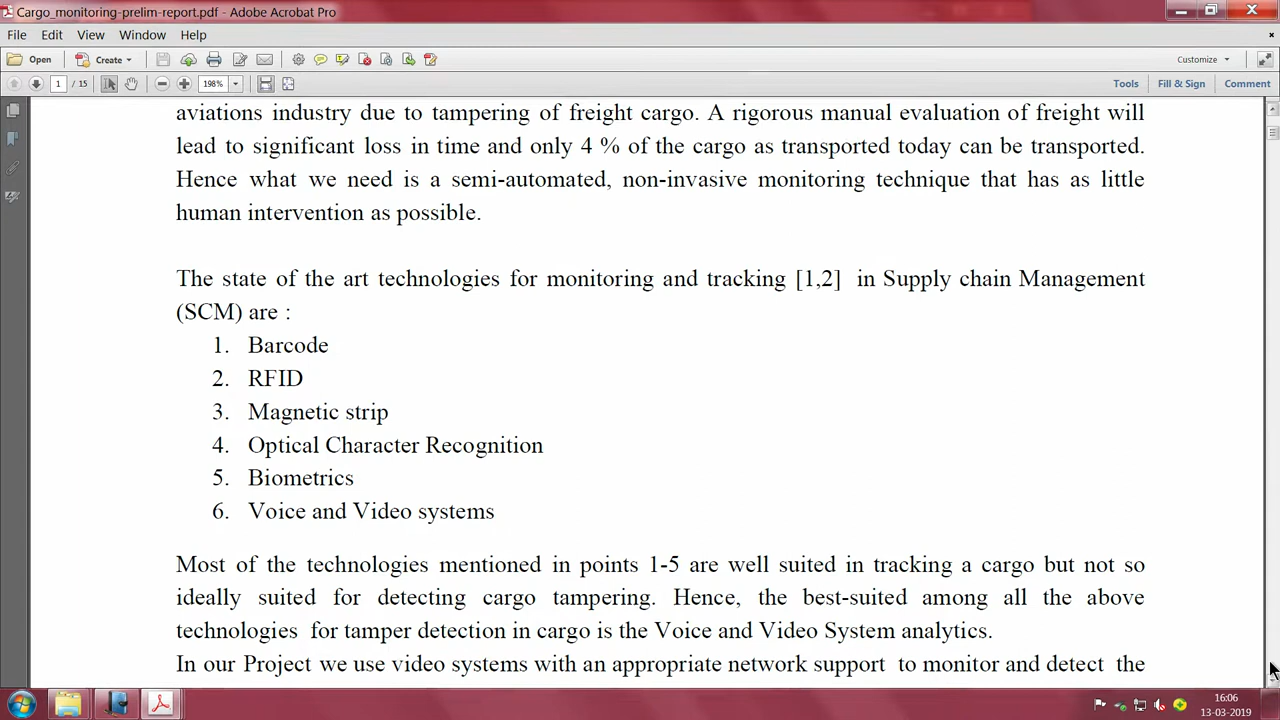 Cargo_monitoring-prelim-report.pdf - Adobe Acrobat Pro
File Edit View Window Help
Open Create Customize
1 / 15 198% Tools Fill & Sign Comment
aviations industry due to tampering of freight cargo. A rigorous manual evaluation of freight will
lead to significant loss in time and only 4 % of the cargo as transported today can be transported.
Hence what we need is a semi-automated, non-invasive monitoring technique that has as little
human intervention as possible.
The state of the art technologies for monitoring and tracking [1,2] in Supply chain Management
(SCM) are :
1. Barcode
2. RFID
3. Magnetic strip
4. Optical Character Recognition
5. Biometrics
6. Voice and Video systems
Most of the technologies mentioned in points 1-5 are well suited in tracking a cargo but not so
ideally suited for detecting cargo tampering. Hence, the best-suited among all the above
technologies for tamper detection in cargo is the Voice and Video System analytics.
In our Project we use video systems with an appropriate network support to monitor and detect the
16:06
13-03-2019